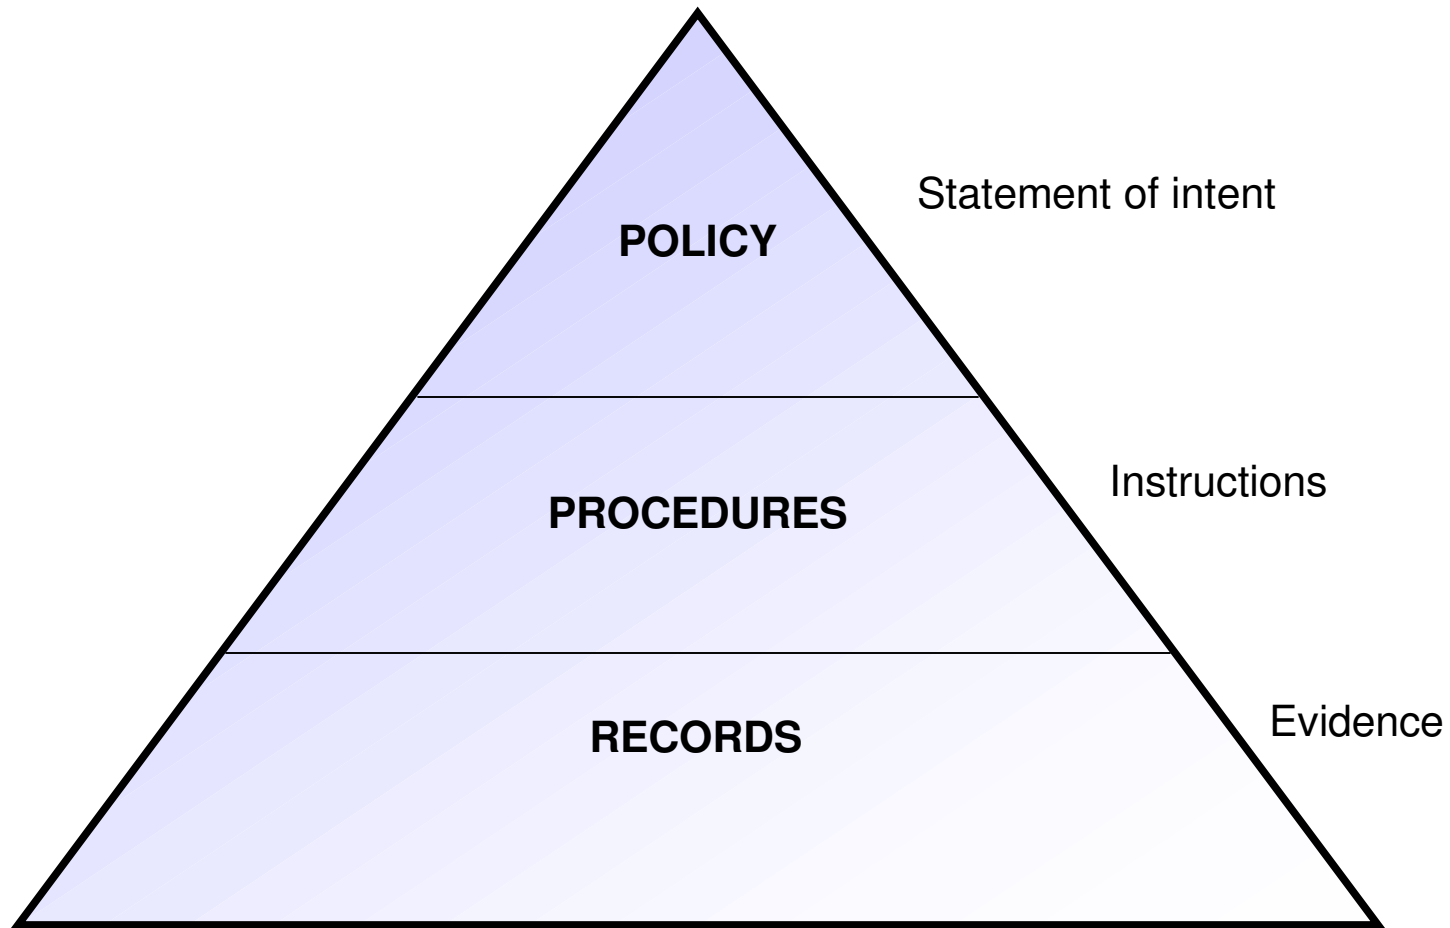 Statement of intent
POLICY
Instructions
PROCEDURES
Evidence
RECORDS